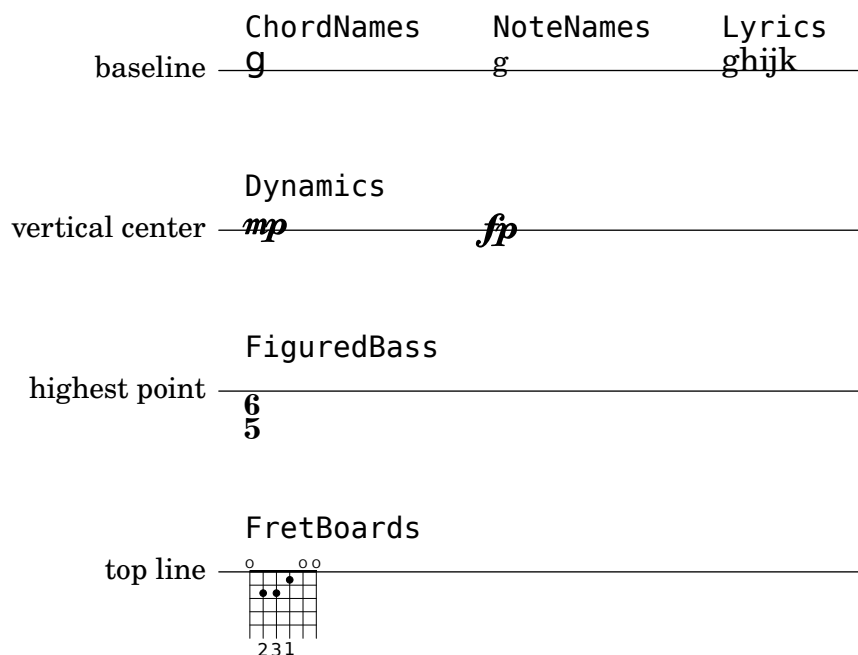 ChordNames NoteNames Lyrics
baseline g g ghijk
Dynamics
vertical center mp fp
FiguredBass
highest point
6
5
FretBoards
o o o
top line
231